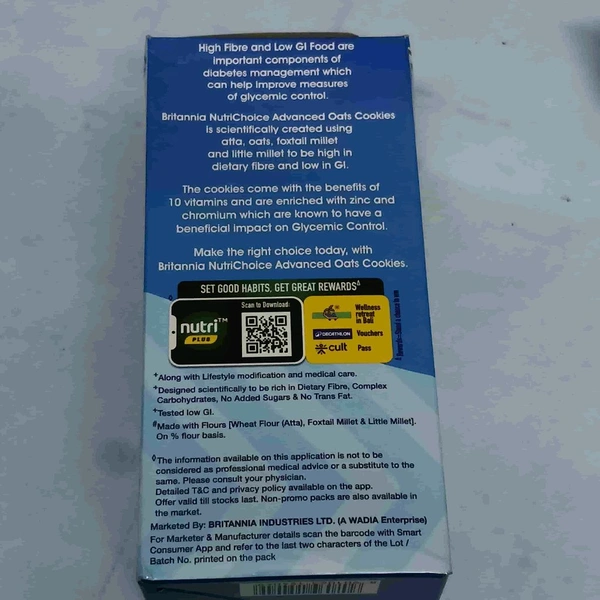 High Fibre and Low GI Food are
important components of
diabetes management which
can help improve measures
of glycemic control.
Britannia NutriChoice Advanced Oats Cookies
is scientifically created using
atta, oats, foxtail millet
and little millet to be high in
dietary fibre and low in GI.
The cookies come with the benefits of
10 vitamins and are enriched with zinc and
chromium which are known to have a
beneficial impact on Glycemic Control.
Make the right choice today, with
Britannia NutriChoice Advanced Oats Cookies.
SET GOOD HABITS, GET GREAT REWARDS◊
Scan to Download:
nutri™
PLUS
Wellness
retreat
in Bali
DECATHLON Vouchers
cult Pass
+Along with Lifestyle modification and medical care.
+Designed scientifically to be rich in Dietary Fibre, Complex
Carbohydrates, No Added Sugars & No Trans Fat.
+Tested low GI.
#Made with Flours [Wheat Flour (Atta), Foxtail Millet & Little Millet].
On % flour basis.
◊The information available on this application is not to be
considered as professional medical advice or a substitute to the
same. Please consult your physician.
Detailed T&C and privacy policy available on the app.
Offer valid till stocks last. Non-promo packs are also available in
the market.
Marketed By: BRITANNIA INDUSTRIES LTD. (A WADIA Enterprise)
For Marketer & Manufacturer details scan the barcode with Smart
Consumer App and refer to the last two characters of the Lot /
Batch No. printed on the pack